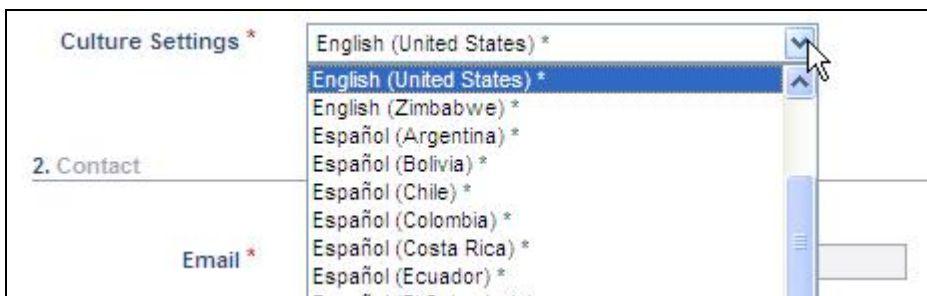 Culture Settings * English (United States) *
English (United States) *
English (Zimbabwe) *
Español (Argentina) *
2. Contact Español (Bolivia) *
Español (Chile) *
Español (Colombia) *
Español (Costa Rica) *
Email *
Español (Ecuador) *